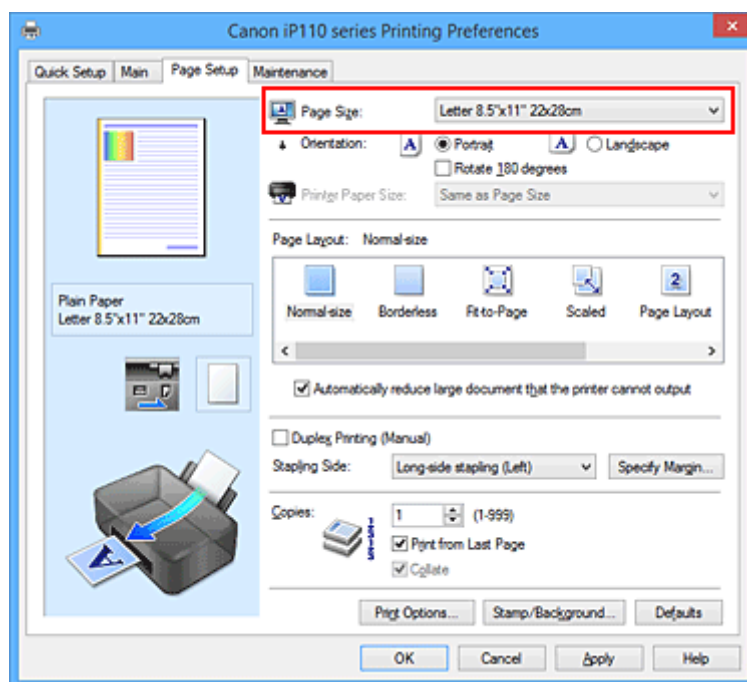 Canon iP110 series Printing Preferences
Quick Setup Main Page Setup Maintenance
Page Size: Letter 8.5"x11" 22x28cm
Orientation: A Portrait A Landscape
Rotate 180 degrees
Printer Paper Size: Same as Page Size
Page Layout: Normal-size
2
Normal-size Borderless Fit-to-Page Scaled Page Layout
Plain Paper
Letter 8.5"x11" 22x28cm
Automatically reduce large document that the printer cannot output
Duplex Printing (Manual)
Stapling Side: Long-side stapling (Left) Specify Margin...
Copies: 1 (1-999)
Print from Last Page
Collate
A
Print Options... Stamp/Background... Defaults
OK Cancel Apply Help